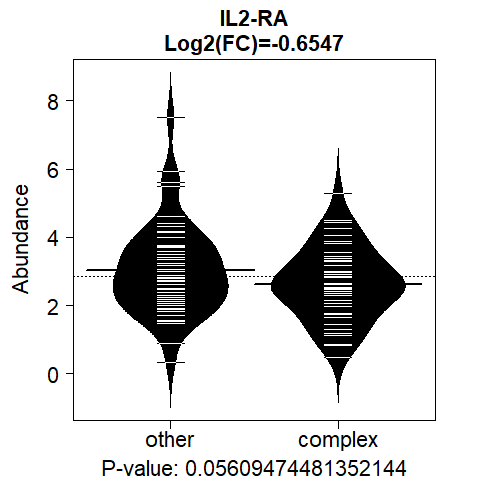 IL2-RA
Log2(FC)=-0.6547
Abundance
8
6
4
2
0
other complex
P-value: 0.05609474481352144